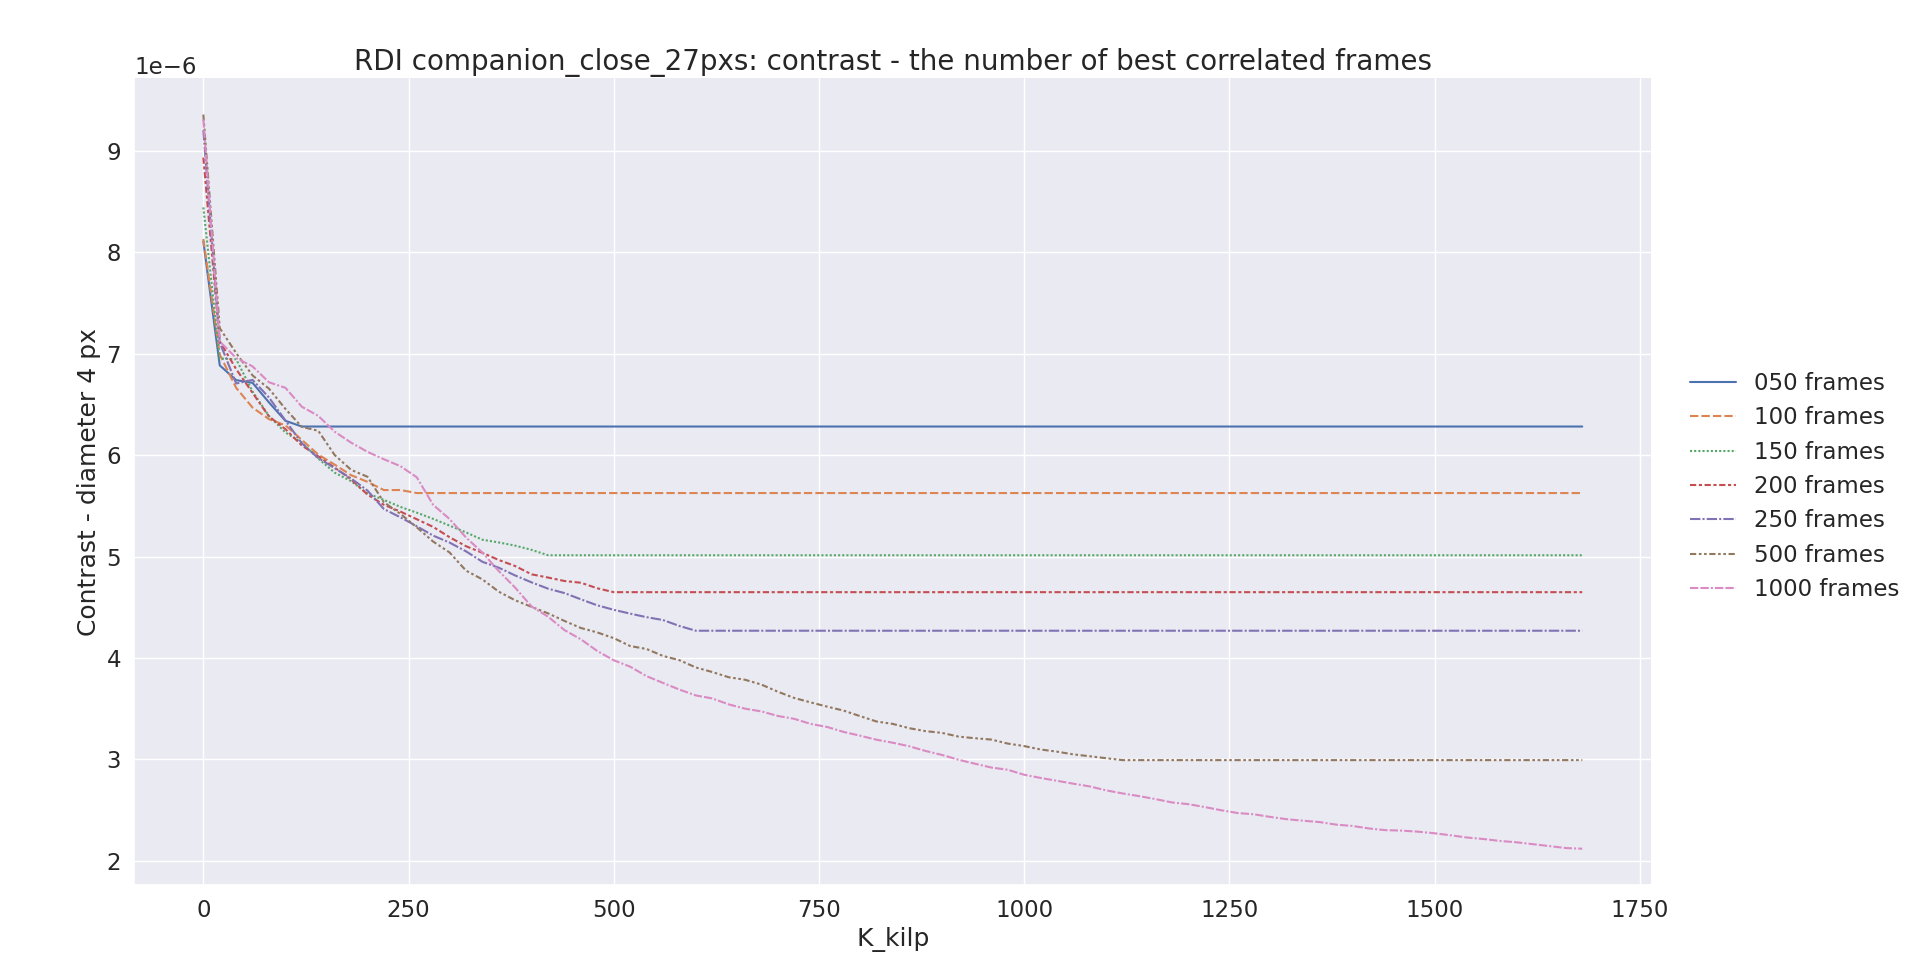 RDI companion_close_27pxs: contrast - the number of best correlated frames
1e−6
9
8
7
6
5
4
3
2
Contrast - diameter 4 px
0 250 500 750 1000 1250 1500 1750
K_kilp
050 frames
100 frames
150 frames
200 frames
250 frames
500 frames
1000 frames